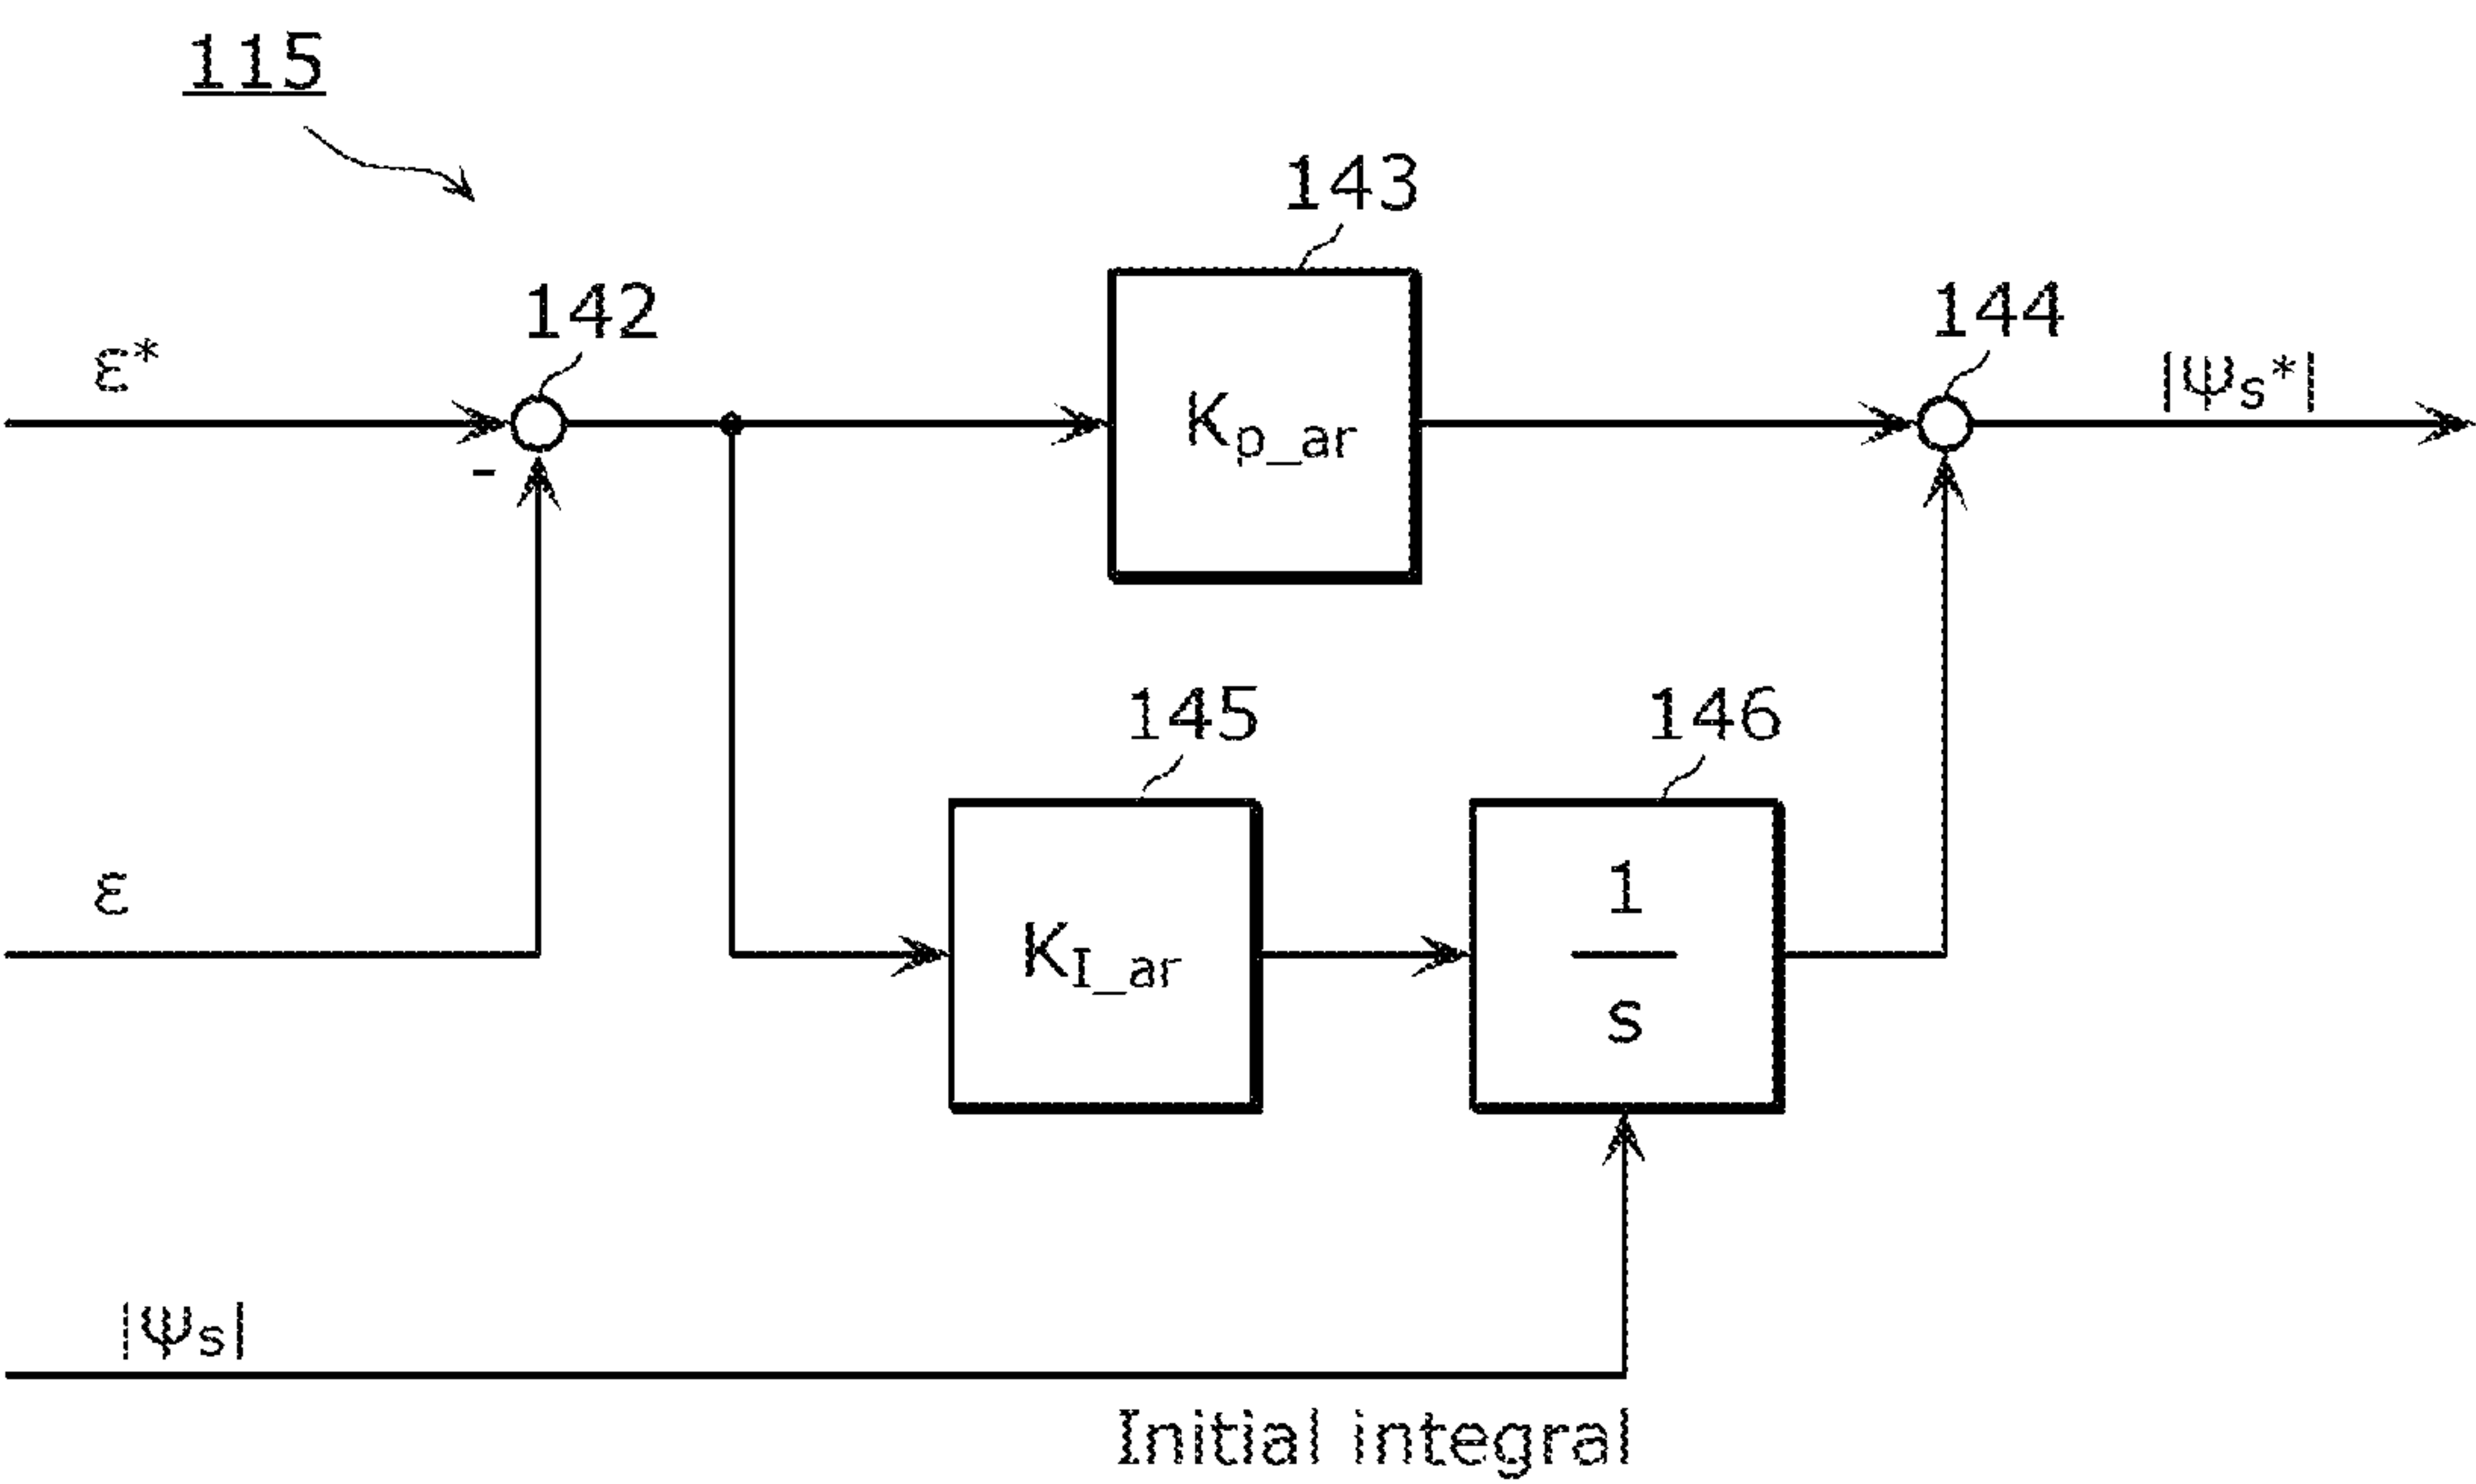 115
143
142
144
ε*
|ψs*|
Kp_ar
-
145
146
ε
KI_ar
1
s
|ψs|
Initial integral